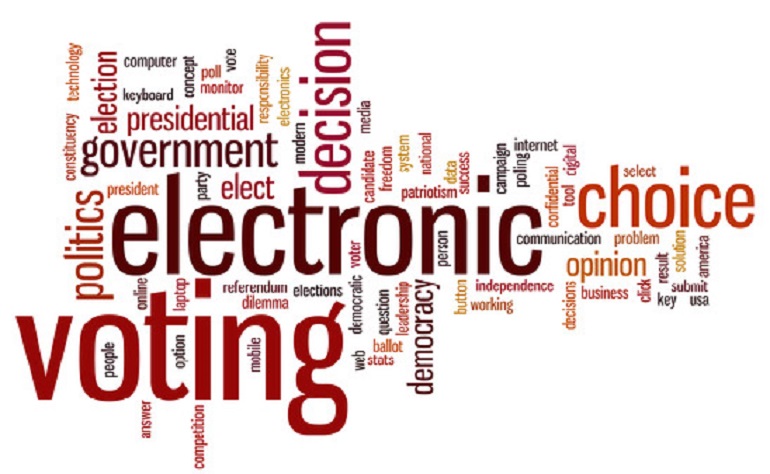 technology
election
computer
keyboard
concept
poll
vote
monitor
responsibility
electronics
decision
media
constituency
presidential
modern
government
president
party
elect
candidate
freedom
system
national
data
success
patriotism
campaign
polling
internet
digital
confidential
tool
select
choice
politics
electronic
voter
person
communication
problem
opinion
solution
america
result
submit
key
usa
click
business
decisions
online
laptop
referendum
elections
dilemma
democratic
question
leadership
democracy
button
independence
working
voting
people
option
mobile
web
ballot
stats
answer
competition